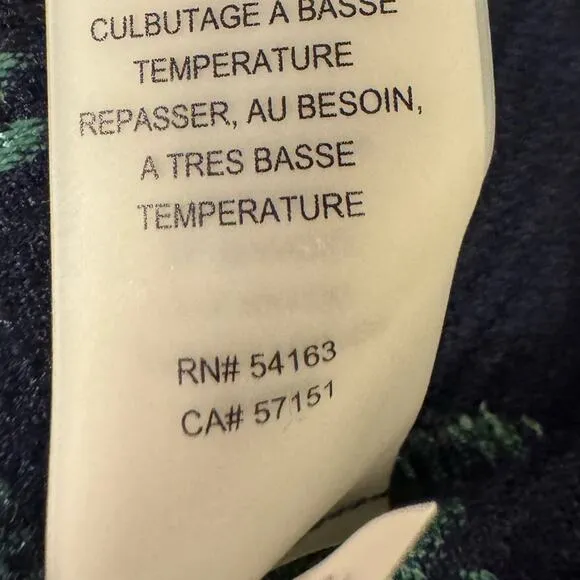 CULBUTAGE A BASSE
TEMPERATURE
REPASSER, AU BESOIN,
A TRES BASSE
TEMPERATURE
RN# 54163
CA# 57151